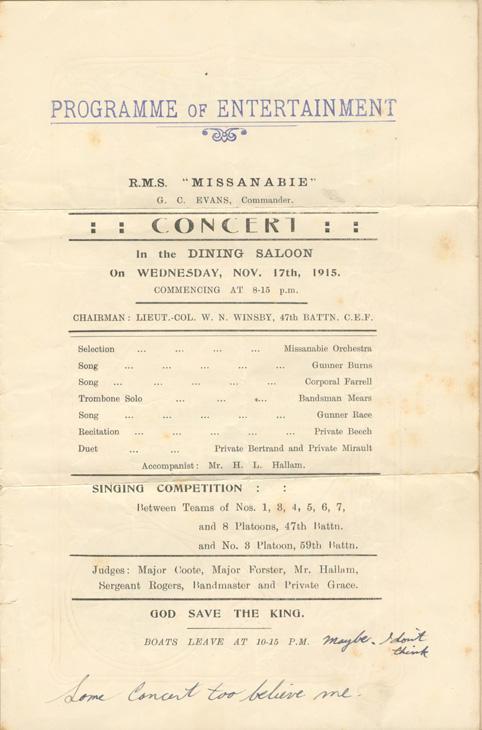 PROGRAMME OF ENTERTAINMENT
R.M.S. "MISSANABIE"
G. C. EVANS, Commander.
: : CONCERT : :
In the DINING SALOON
On WEDNESDAY, NOV. 17th, 1915.
COMMENCING AT 8-15 p.m.
CHAIRMAN: LIEUT.-COL. W. N. WINSBY, 47th BATTN. C.E.F.
Selection ... ... ... ... Missanabie Orchestra
Song ... ... ... ... ... Gunner Burns
Song ... ... ... ... ... Corporal Farrell
Trombone Solo ... ... ... Bandsman Mears
Song ... ... ... ... ... Gunner Race
Recitation ... ... ... ... Private Beech
Duet ... ... Private Bertrand and Private Mirault
Accompanist: Mr. H. L. Hallam.
SINGING COMPETITION : :
Between Teams of Nos. 1, 3, 4, 5, 6, 7,
and 8 Platoons, 47th Battn.
and No. 3 Platoon, 59th Battn.
Judges: Major Coote, Major Forster, Mr. Hallam,
Sergeant Rogers, Bandmaster and Private Grace.
GOD SAVE THE KING.
BOATS LEAVE AT 10-15 P.M. Maybe. I don't
think
Some Concert too believe me.